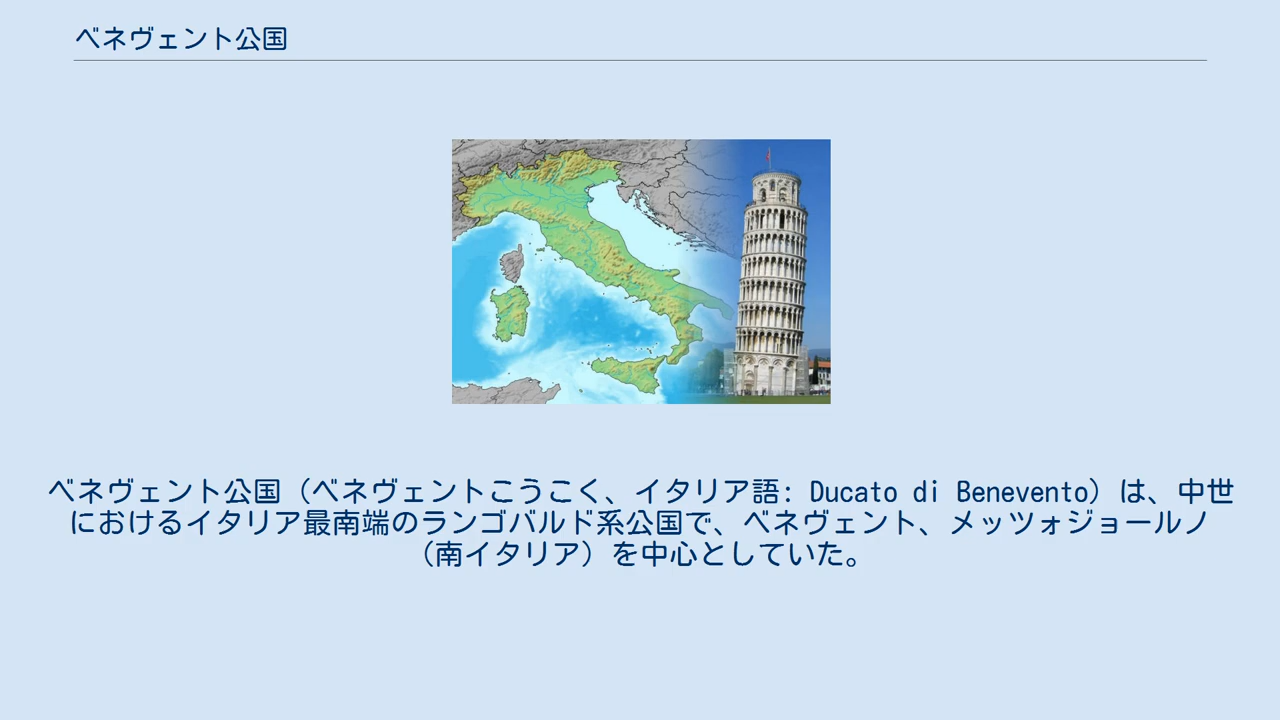 ベネヴェント公国
ベネヴェント公国（ベネヴェントこうこく、イタリア語: Ducato di Benevento）は、中世
におけるイタリア最南端のランゴバルド系公国で、ベネヴェント、メッツォジョールノ
（南イタリア）を中心としていた。